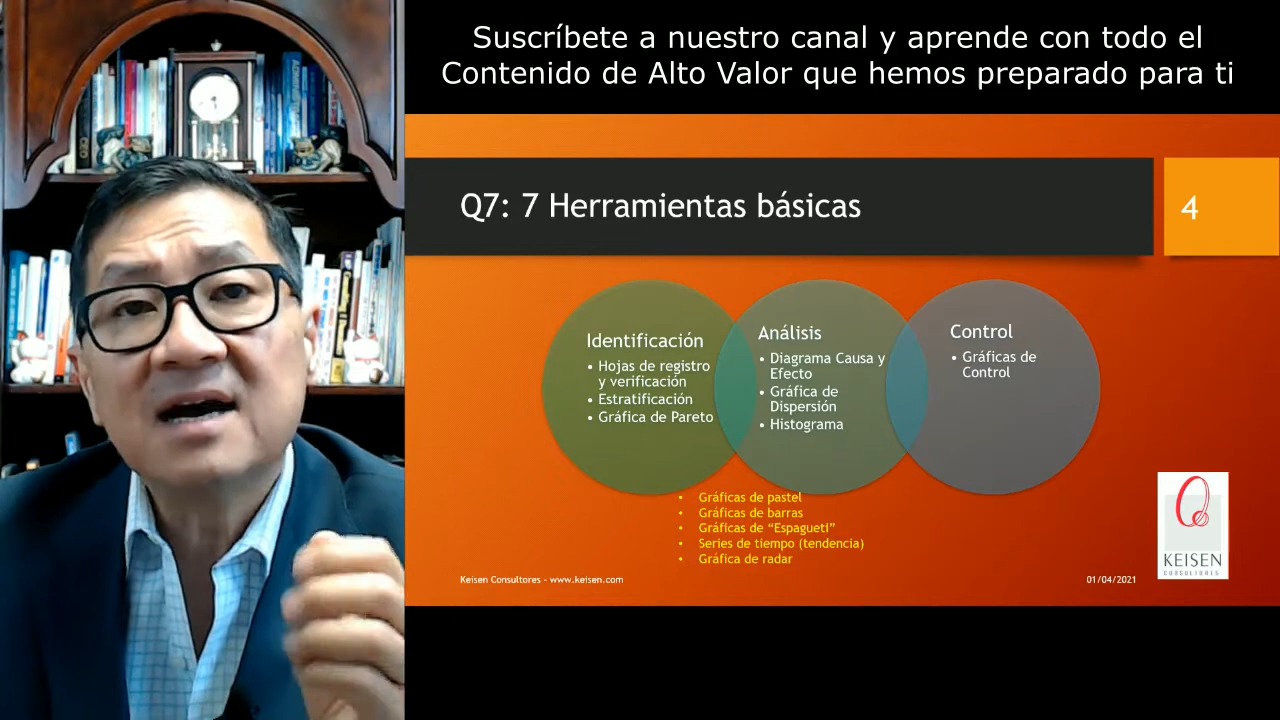 Suscríbete a nuestro canal y aprende con todo el
Contenido de Alto Valor que hemos preparado para ti
Q7: 7 Herramientas básicas
4
Identificación
• Hojas de registro
y verificación
• Estratificación
• Gráfica de Pareto
Análisis
• Diagrama Causa y
Efecto
• Gráfica de
Dispersión
• Histograma
Control
• Gráficas de
Control
• Gráficas de pastel
• Gráficas de barras
• Gráficas de “Espagueti”
• Series de tiempo (tendencia)
• Gráfica de radar
Keisen Consultores - www.keisen.com
01/04/2021
KEISEN
CONSULTORES